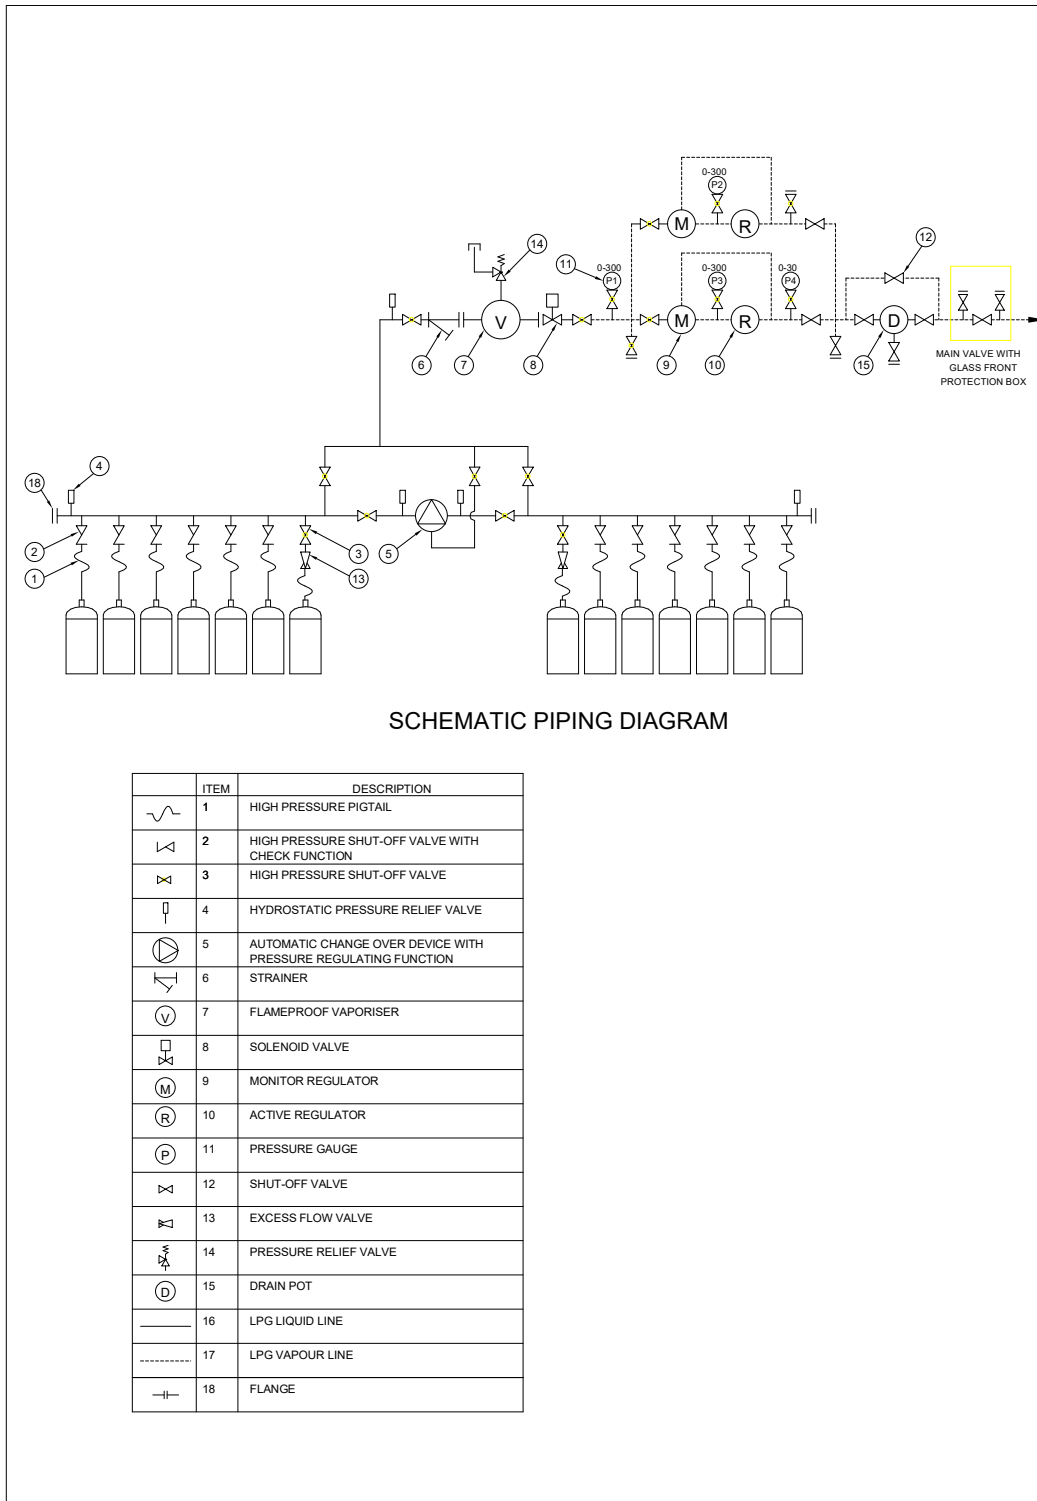 0-300
P2
M
R
14
12
11
0-300
P1
0-300
P3
0-30
P4
V
M
R
D
6
7
8
9
10
15
MAIN VALVE WITH
GLASS FRONT
PROTECTION BOX
4
18
2
3
5
1
13
SCHEMATIC PIPING DIAGRAM
ITEM DESCRIPTION
1 HIGH PRESSURE PIGTAIL
2 HIGH PRESSURE SHUT-OFF VALVE WITH
CHECK FUNCTION
3 HIGH PRESSURE SHUT-OFF VALVE
4 HYDROSTATIC PRESSURE RELIEF VALVE
5 AUTOMATIC CHANGE OVER DEVICE WITH
PRESSURE REGULATING FUNCTION
6 STRAINER
V 7 FLAMEPROOF VAPORISER
8 SOLENOID VALVE
M 9 MONITOR REGULATOR
R 10 ACTIVE REGULATOR
P 11 PRESSURE GAUGE
12 SHUT-OFF VALVE
13 EXCESS FLOW VALVE
14 PRESSURE RELIEF VALVE
D 15 DRAIN POT
16 LPG LIQUID LINE
17 LPG VAPOUR LINE
18 FLANGE